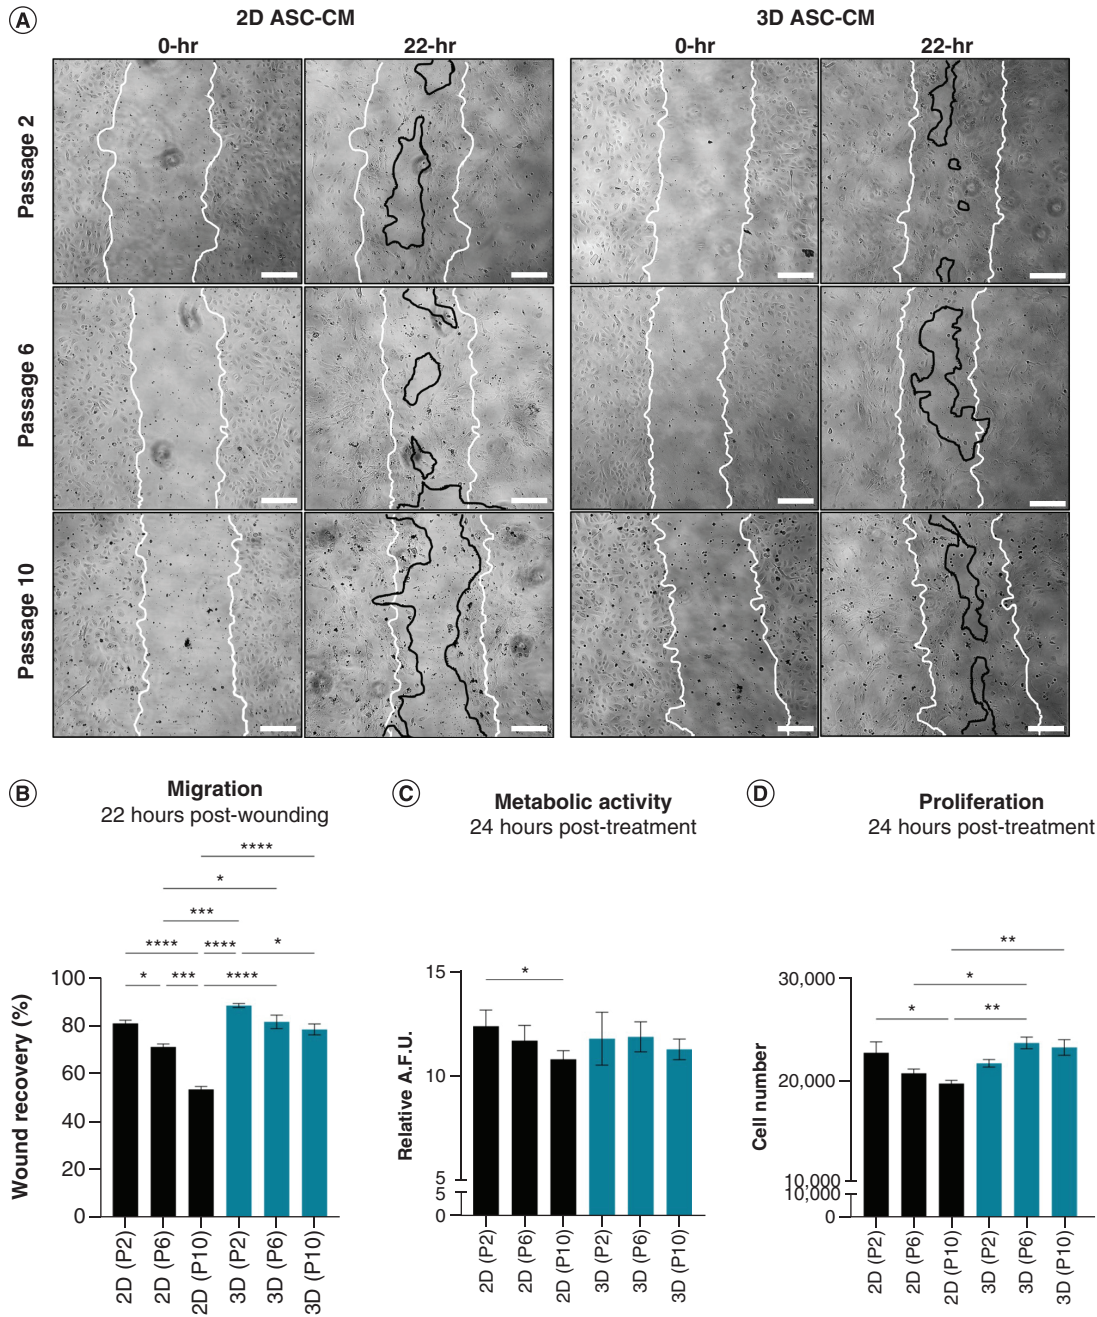 A
2D ASC-CM
3D ASC-CM
0-hr
22-hr
0-hr
22-hr
Passage 2
Passage 6
Passage 10
B
Migration
22 hours post-wounding
****
*
***
**** **** *
* *** ****
Wound recovery (%)
100
80
60
40
20
0
2D (P2)
2D (P6)
2D (P10)
3D (P2)
3D (P6)
3D (P10)
C
Metabolic activity
24 hours post-treatment
*
Relative A.F.U.
15
10
5
5
0
2D (P2)
2D (P6)
2D (P10)
3D (P2)
3D (P6)
3D (P10)
D
Proliferation
24 hours post-treatment
**
*
* **
Cell number
30,000
20,000
10,000
10,000
0
2D (P2)
2D (P6)
2D (P10)
3D (P2)
3D (P6)
3D (P10)